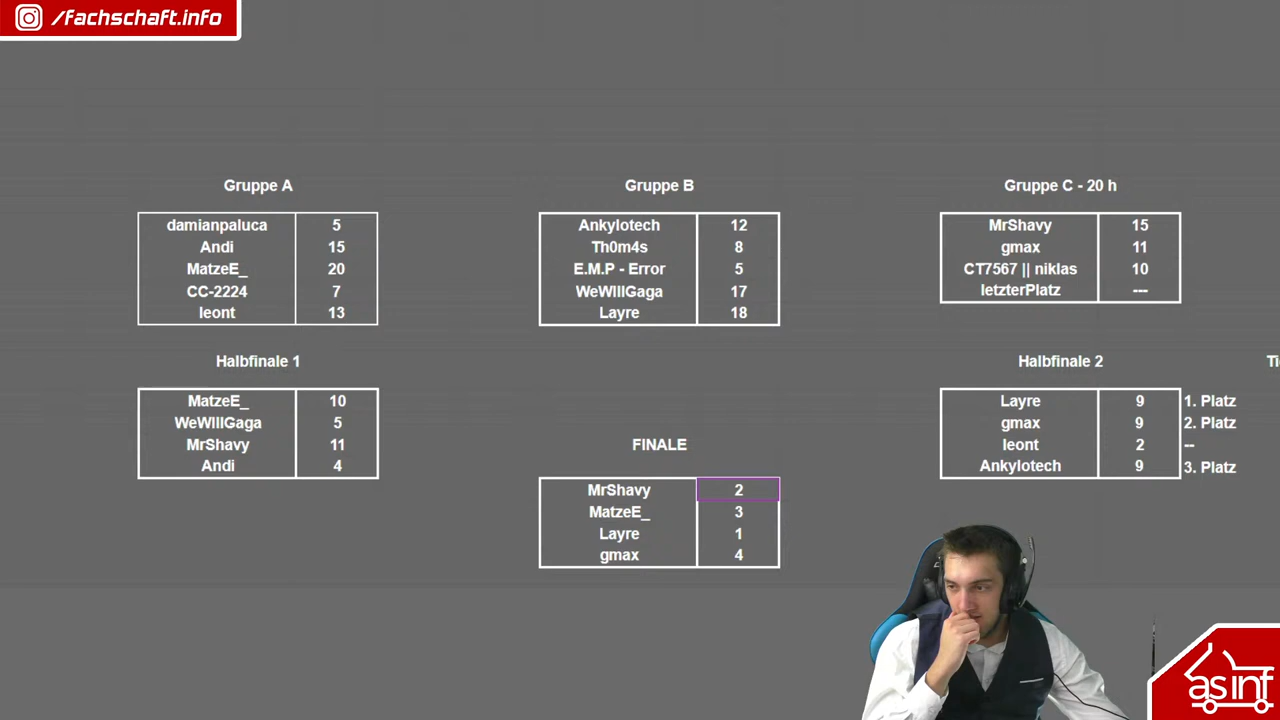 /fachschaft.info
Gruppe A
damianpaluca 5
Andi 15
MatzeE_ 20
CC-2224 7
leont 13
Gruppe B
Ankylotech 12
Th0m4s 8
E.M.P - Error 5
WeWIllGaga 17
Layre 18
Gruppe C - 20 h
MrShavy 15
gmax 11
CT7567 || niklas 10
letzterPlatz ---
Halbfinale 1
MatzeE_ 10
WeWIllGaga 5
MrShavy 11
Andi 4
FINALE
MrShavy 2
MatzeE_ 3
Layre 1
gmax 4
Halbfinale 2
Layre 9 1. Platz
gmax 9 2. Platz
leont 2 --
Ankylotech 9 3. Platz
as inf